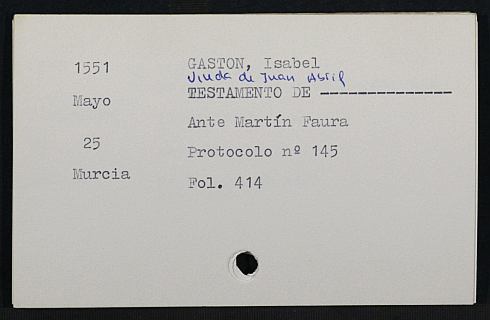 1551 GASTON, Isabel
Viuda de Juan Abril
Mayo TESTAMENTO DE --------------
Ante Martín Faura
25 Protocolo nº 145
Murcia Fol. 414